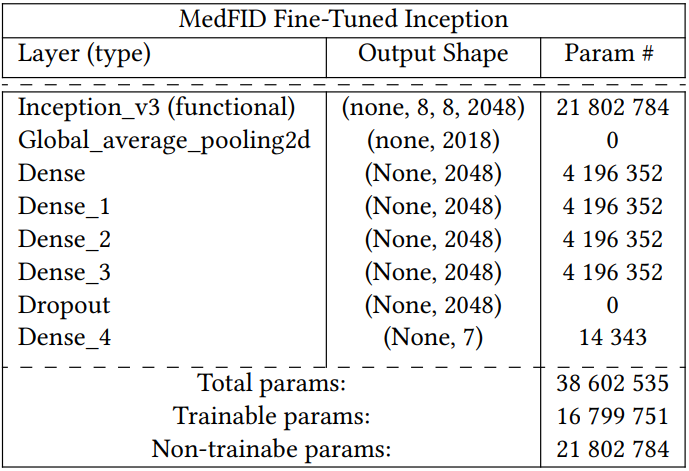 MedFID Fine-Tuned Inception
Layer (type) Output Shape Param #
Inception_v3 (functional) (none, 8, 8, 2048) 21 802 784
Global_average_pooling2d (none, 2018) 0
Dense (None, 2048) 4 196 352
Dense_1 (None, 2048) 4 196 352
Dense_2 (None, 2048) 4 196 352
Dense_3 (None, 2048) 4 196 352
Dropout (None, 2048) 0
Dense_4 (None, 7) 14 343
Total params: 38 602 535
Trainable params: 16 799 751
Non-trainabe params: 21 802 784